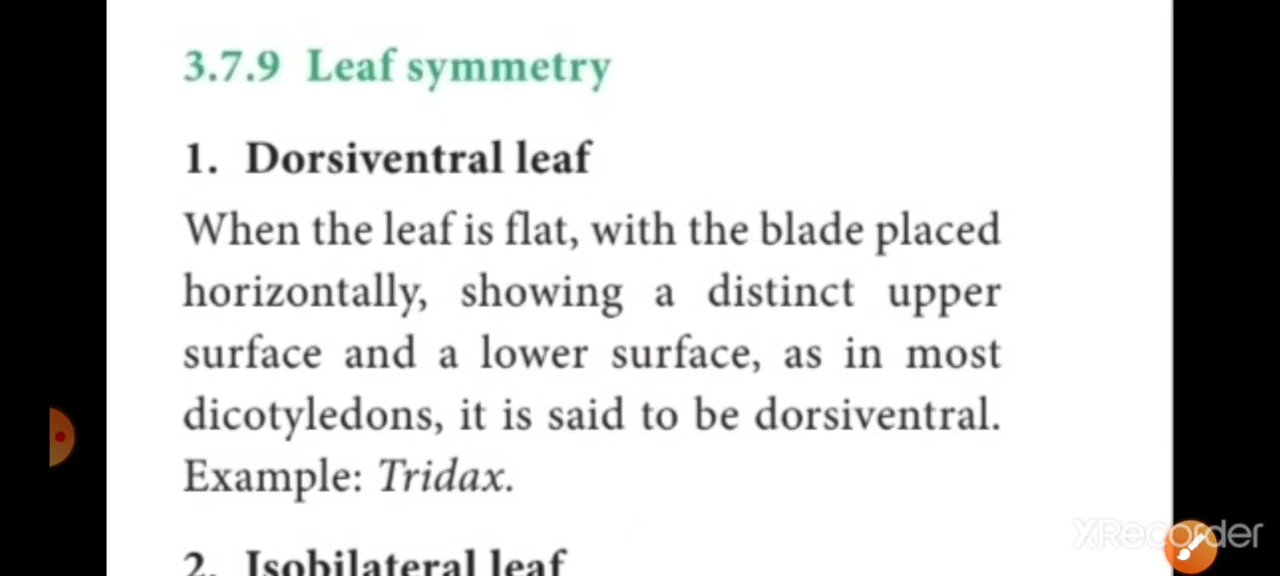 3.7.9 Leaf symmetry
1. Dorsiventral leaf
When the leaf is flat, with the blade placed
horizontally, showing a distinct upper
surface and a lower surface, as in most
dicotyledons, it is said to be dorsiventral.
Example: Tridax.
2. Isobilateral leaf
XRecorder